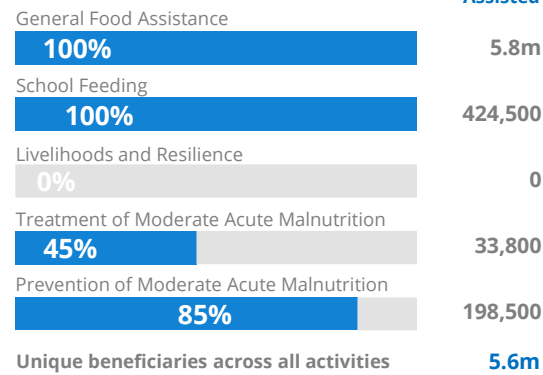 Assisted
General Food Assistance
100% 5.8m
School Feeding
100% 424,500
Livelihoods and Resilience
0% 0
Treatment of Moderate Acute Malnutrition
45% 33,800
Prevention of Moderate Acute Malnutrition
85% 198,500
Unique beneficiaries across all activities 5.6m